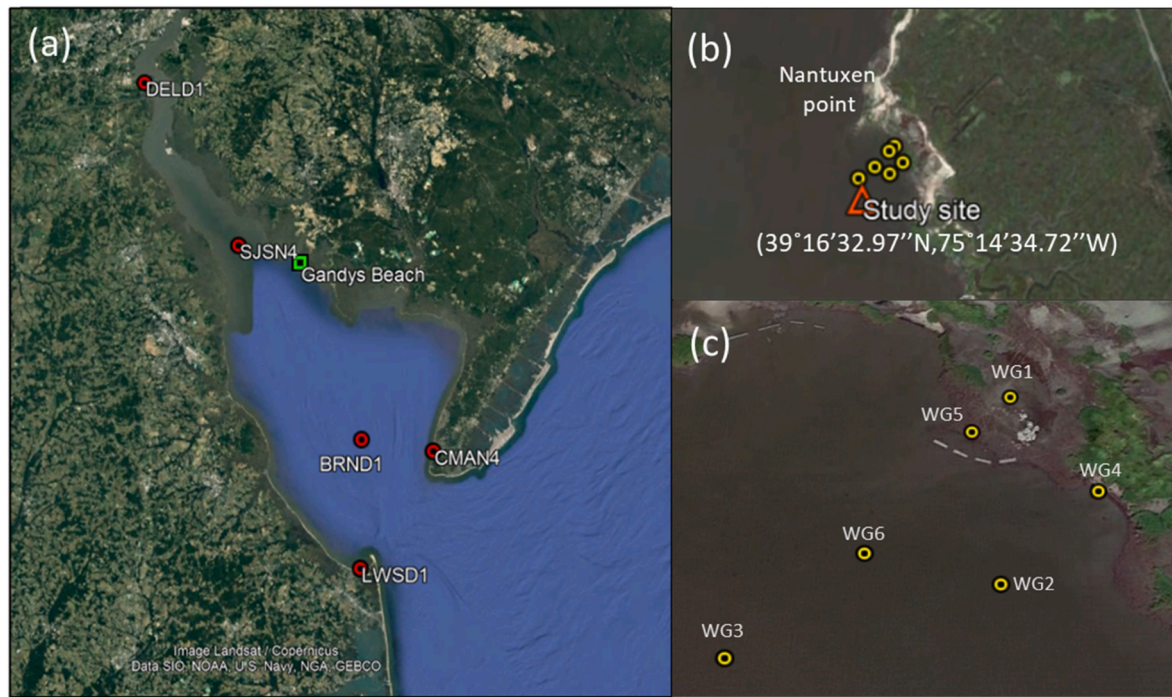 (a)
DELD1
SJSN4
Gandys Beach
BRND1
CMAN4
LWSD1
Image Landsat / Copernicus
Data SIO, NOAA, U.S. Navy, NGA, GEBCO
(b)
Nantuxen
point
Study site
(39°16’32.97’’N,75°14’34.72’’W)
(c)
WG1
WG5
WG4
WG6
WG2
WG3